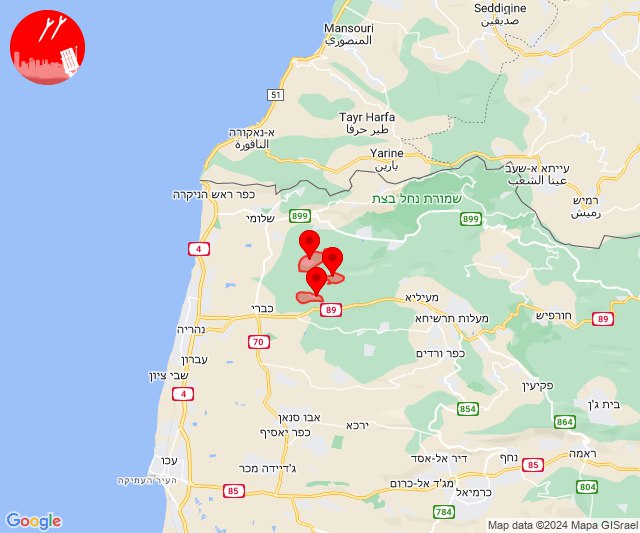 Seddigine
صديقين
Mansouri
المنصوري
51
Tayr Harfa
طير حرفا
א-נאקורה
الناقورة
Yarine
يارين
עייתא א-שעב
عيتا الشعب
כפר ראש הניקרה
שמורת נחל בצת
רמיש
رميش
899
שלומי
899
4
כברי
89
מעיליא
נהריה
מעלות תרשיחא
חורפיש
89
70
עברון
כפר ורדים
שבי ציון
4
פקיעין
854
בית ג'ן
אבו סנאן
864
כפר יאסיף
ירכא
ראמה
עכו
דיר אל-אסד
נחף
ג'דיידה מכר
85
העיר העתיקה
מג'ד אל-כרום
804
85
כרמיאל
784
Google
Map data ©2024 Mapa GISrael